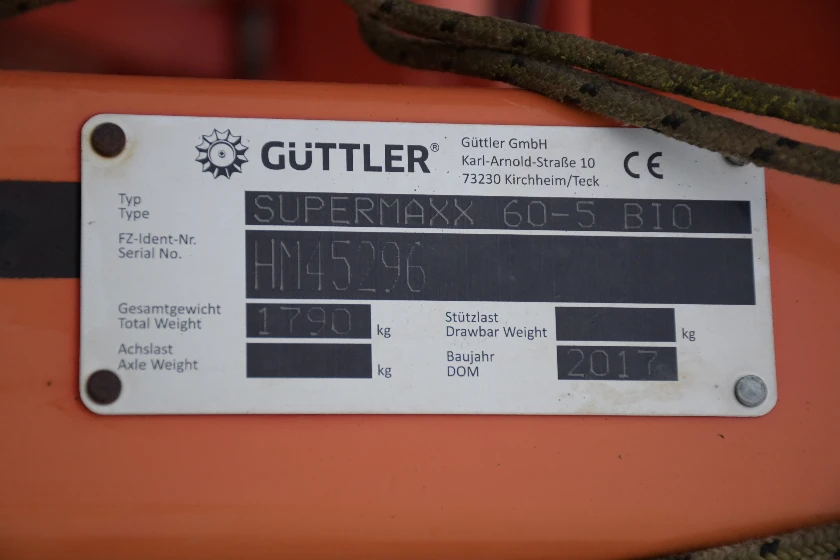 GÜTTLER®
Güttler GmbH
Karl-Arnold-Straße 10
73230 Kirchheim/Teck
CE
Typ
Type
SUPERMAXX 60-5 BIO
FZ-Ident-Nr.
Serial No.
HM45296
Gesamtgewicht
Total Weight
1790 kg
Stützlast
Drawbar Weight
kg
Achslast
Axle Weight
kg
Baujahr
DOM
2017